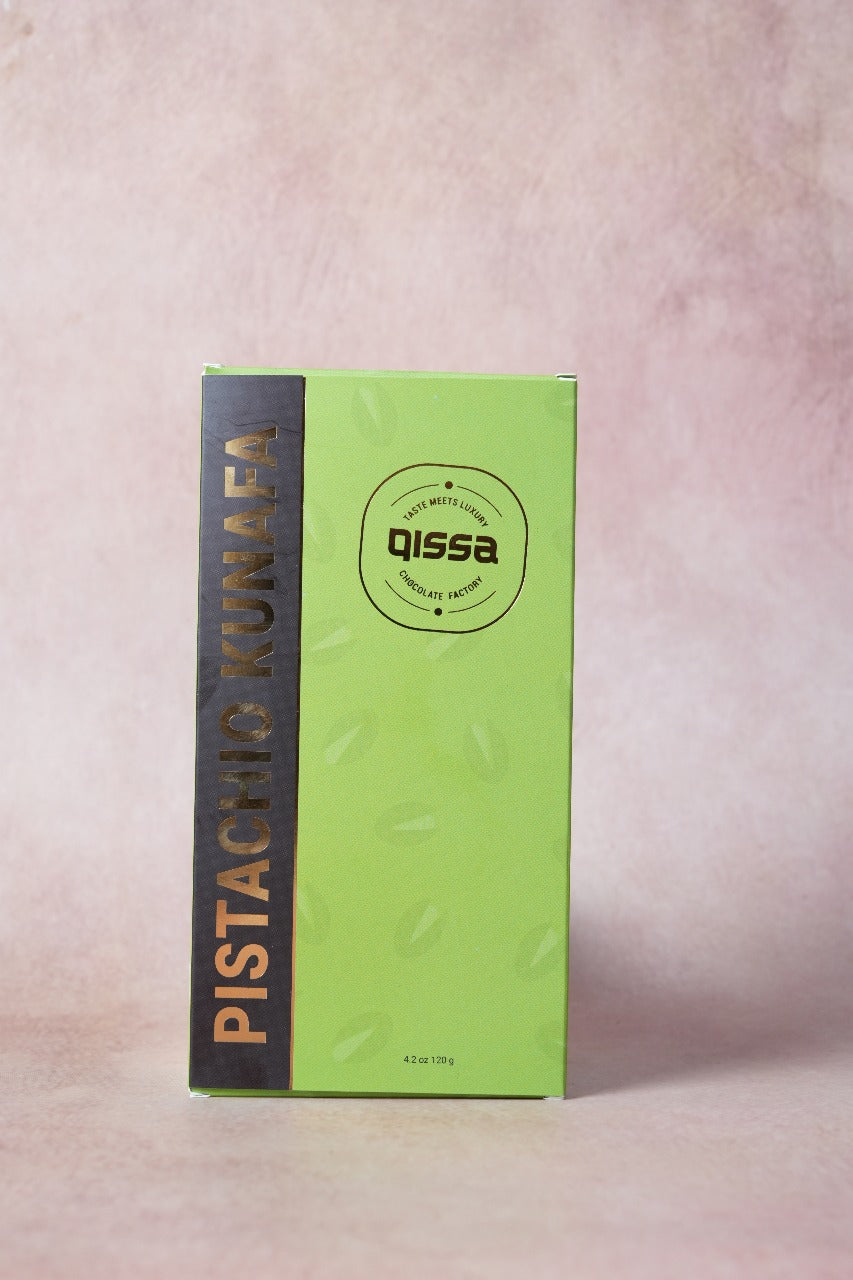 PISTACHIO KUNAFA
TASTE MEETS LUXURY
qissa
CHOCOLATE FACTORY
4.2 oz 120 g